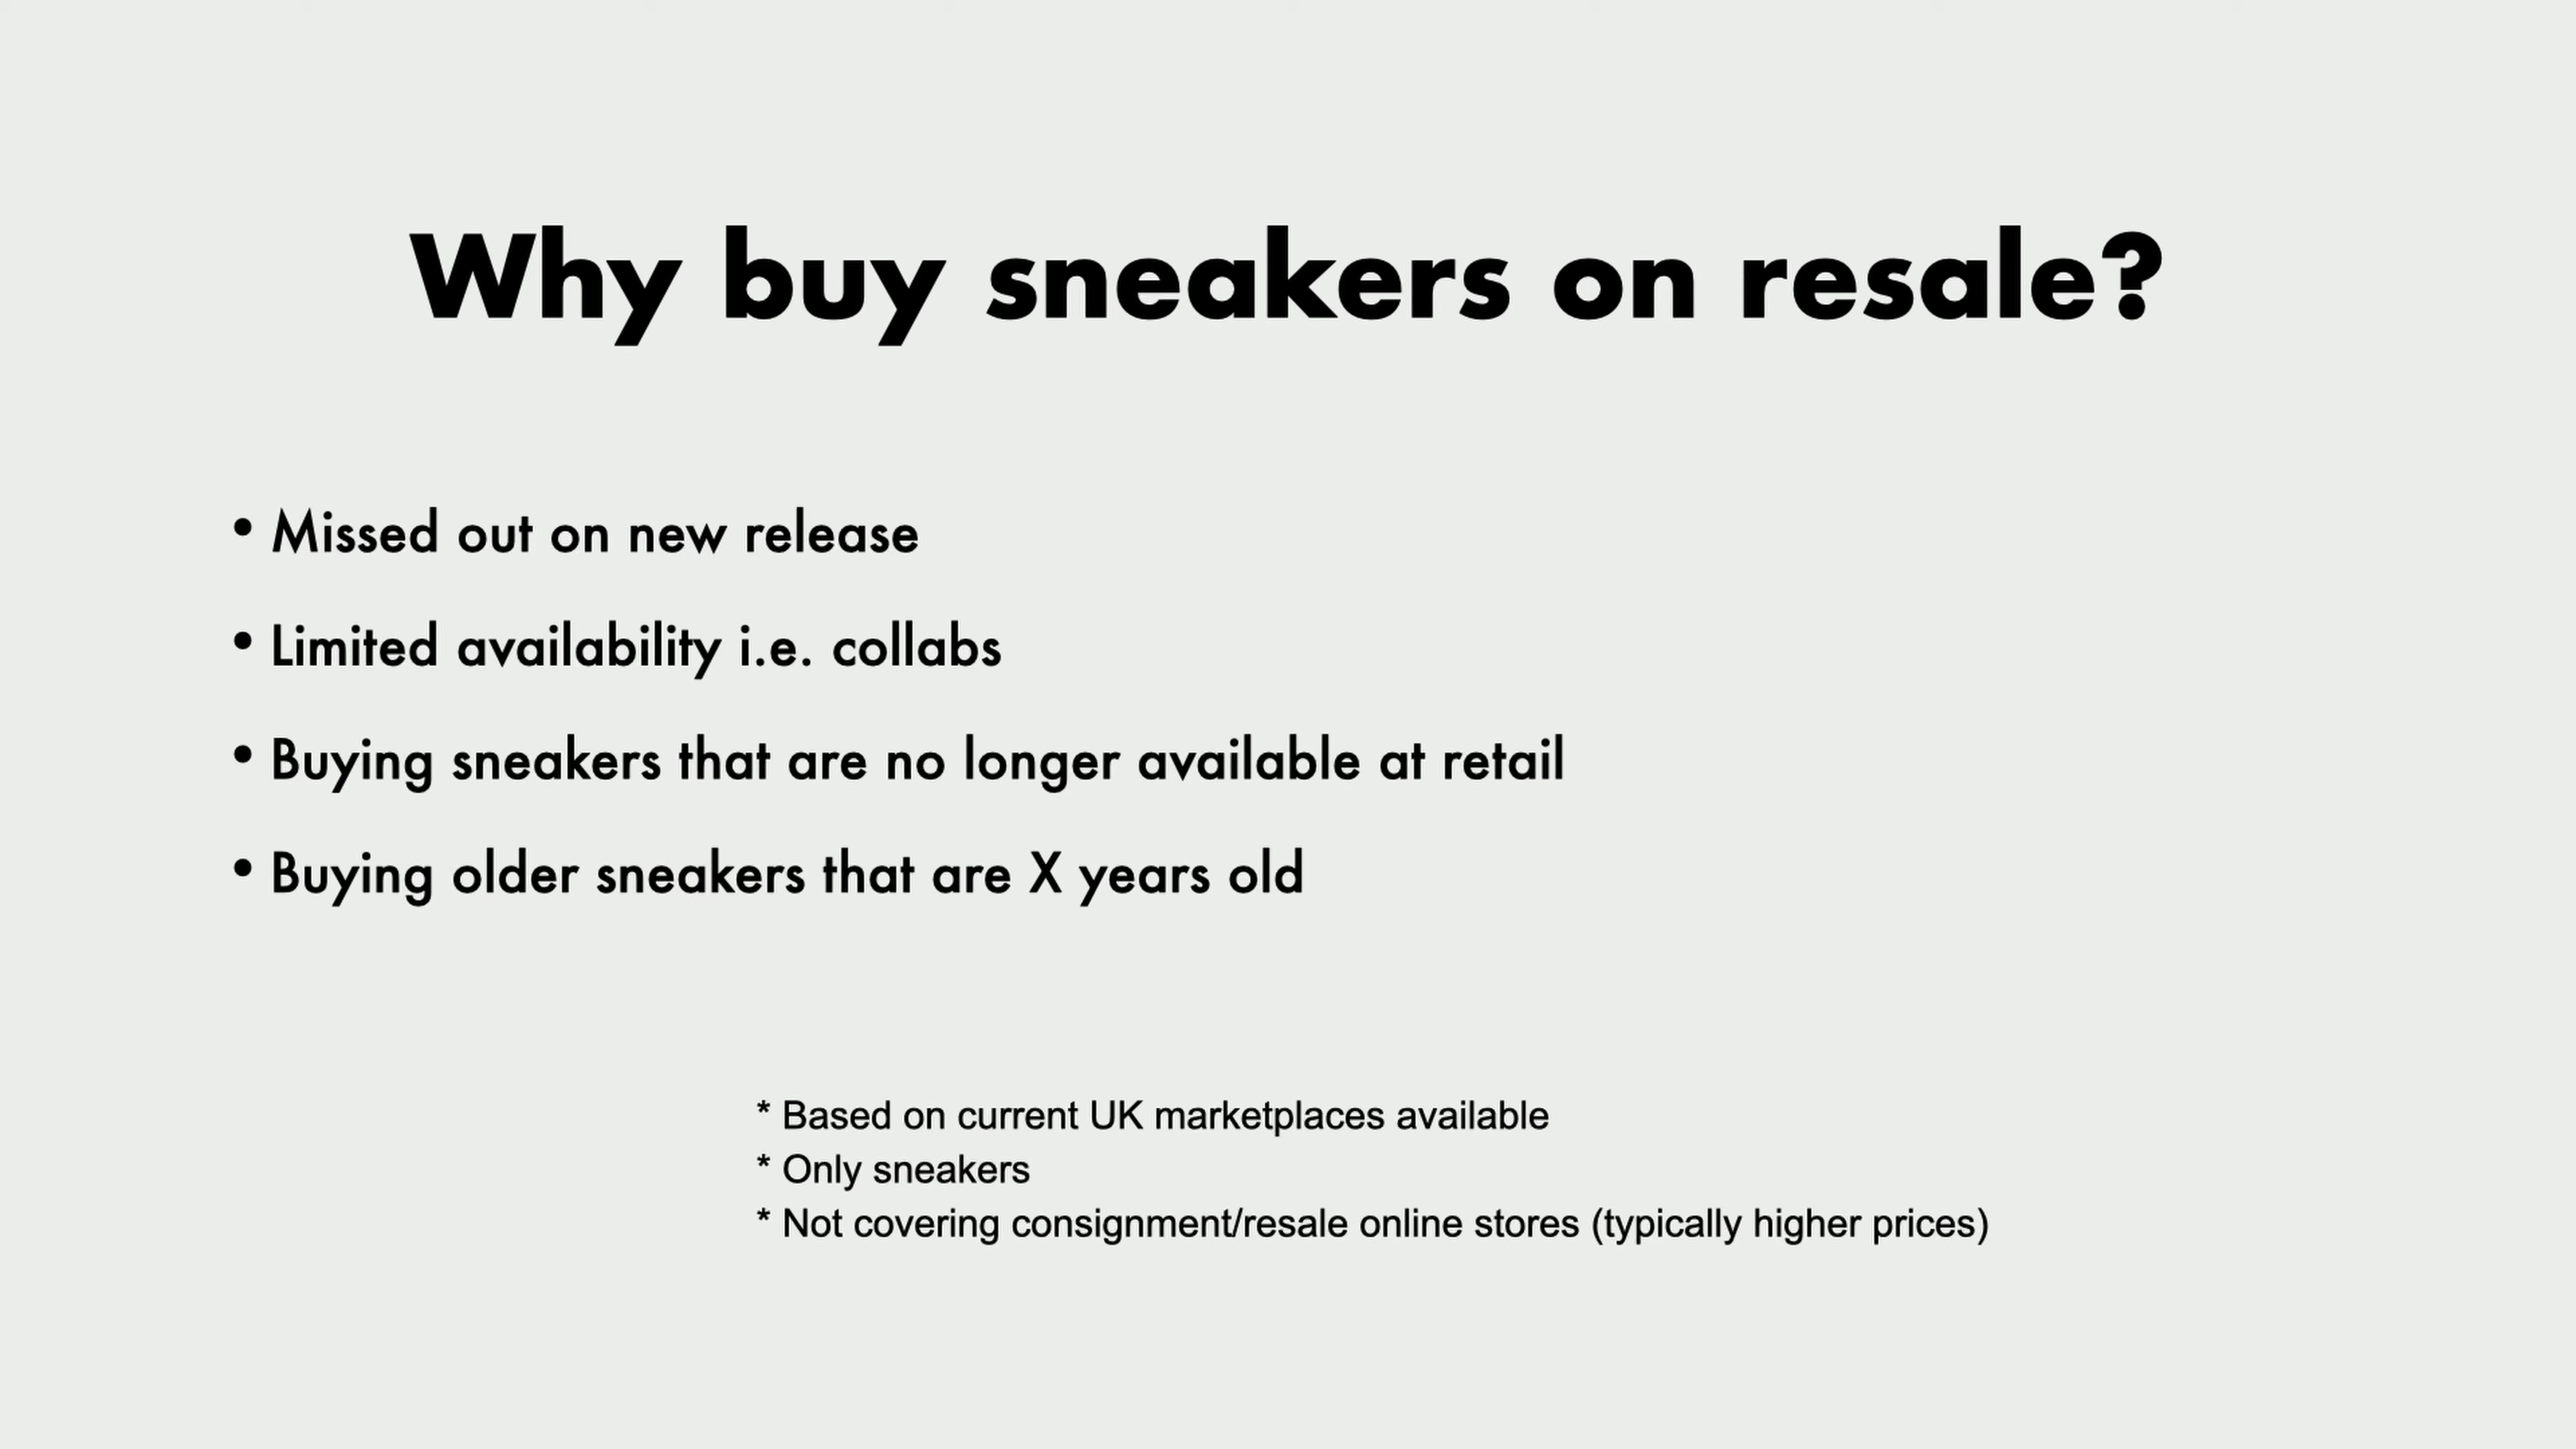 Why buy sneakers on resale?
• Missed out on new release
• Limited availability i.e. collabs
• Buying sneakers that are no longer available at retail
• Buying older sneakers that are X years old
* Based on current UK marketplaces available
* Only sneakers
* Not covering consignment/resale online stores (typically higher prices)